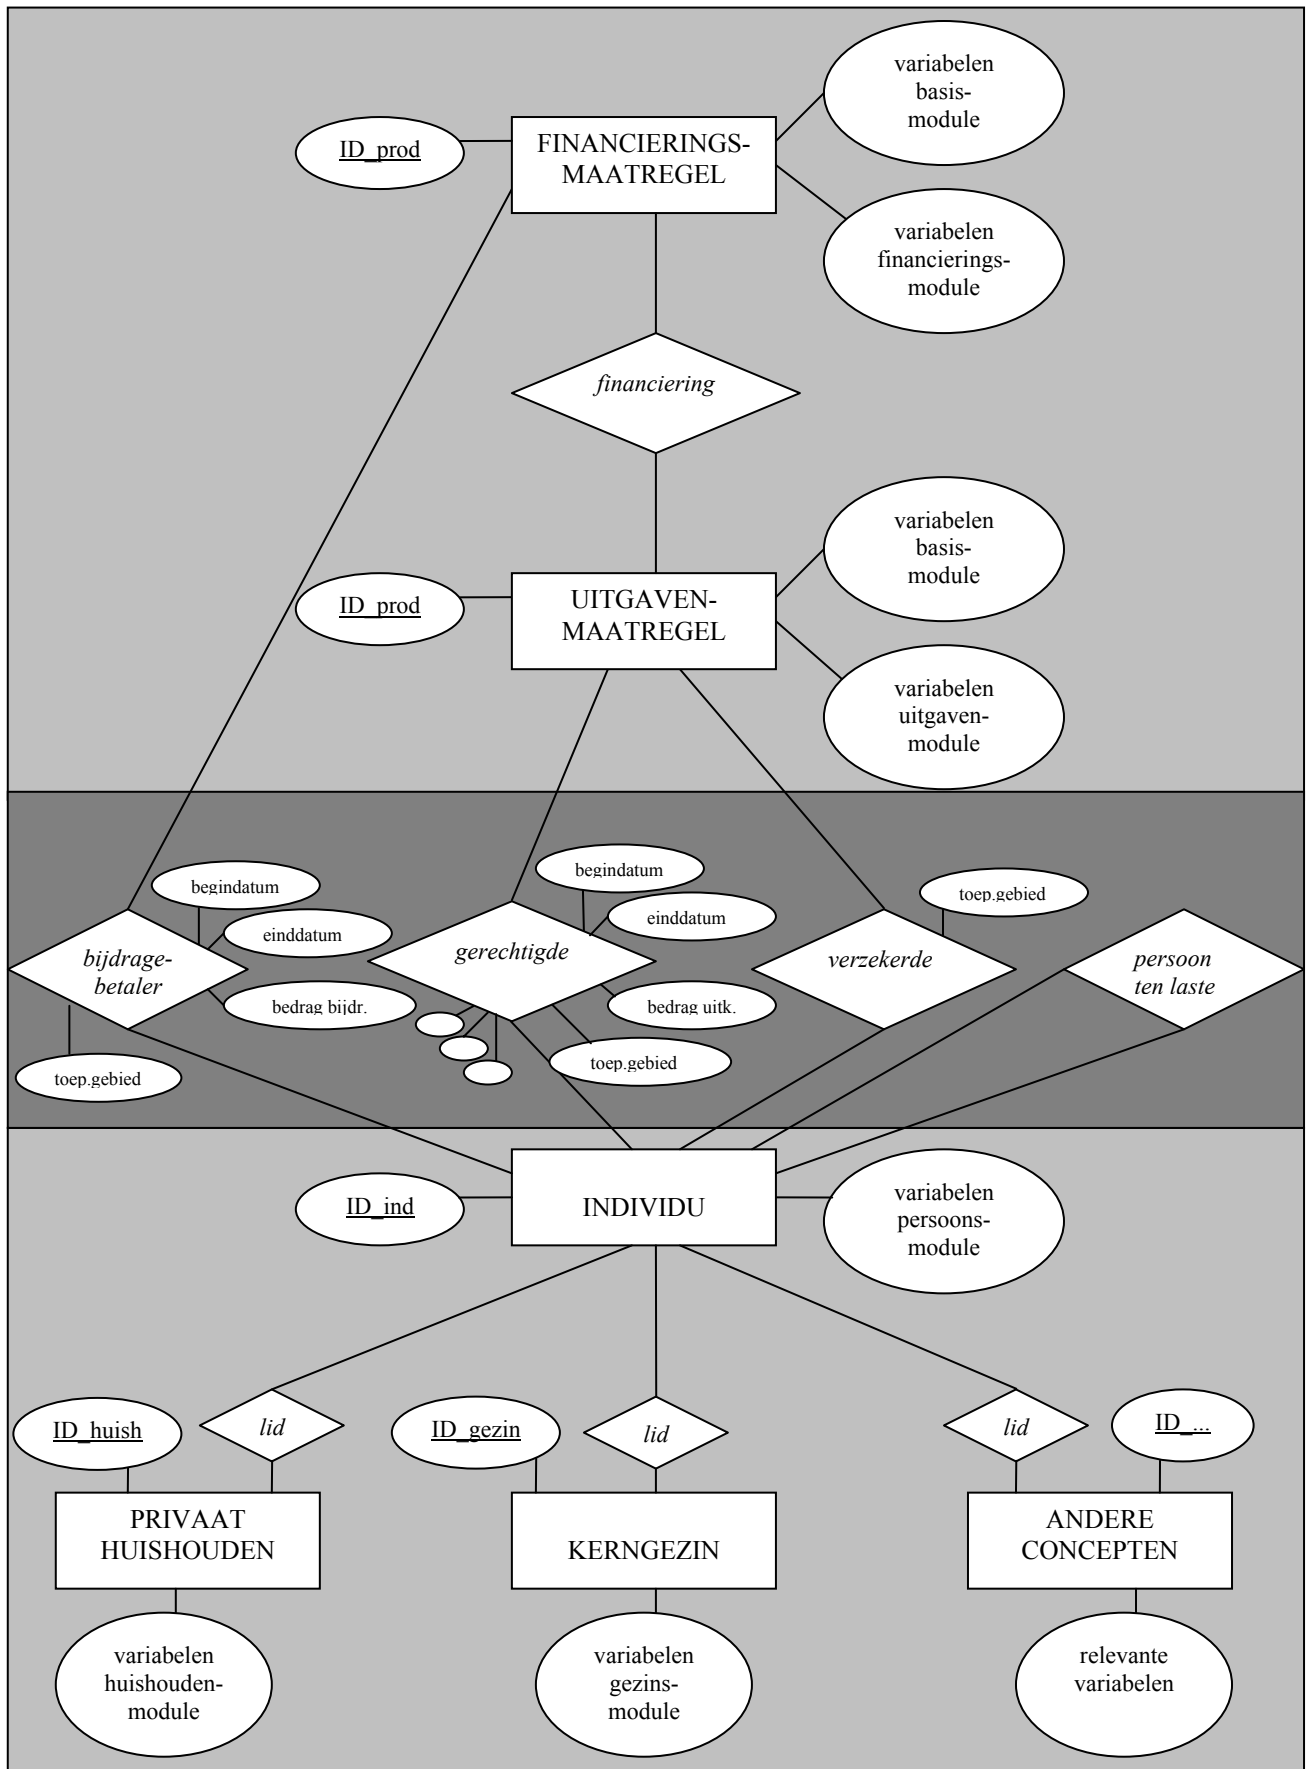 variabelen
basis-
module
ID_prod
FINANCIERINGS-
MAATREGEL
variabelen
financierings-
module
financiering
variabelen
basis-
module
ID_prod
UITGAVEN-
MAATREGEL
variabelen
uitgaven-
module
begindatum
einddatum
bijdrage-
betaler
bedrag bijdr.
toep.gebied
begindatum
einddatum
gerechtigde
bedrag uitk.
toep.gebied
toep.gebied
verzekerde
persoon
ten laste
ID_ind
INDIVIDU
variabelen
persoons-
module
ID_huish
lid
ID_gezin
lid
lid
ID_...
PRIVAAT
HUISHOUDEN
KERNGEZIN
ANDERE
CONCEPTEN
variabelen
huishouden-
module
variabelen
gezins-
module
relevante
variabelen